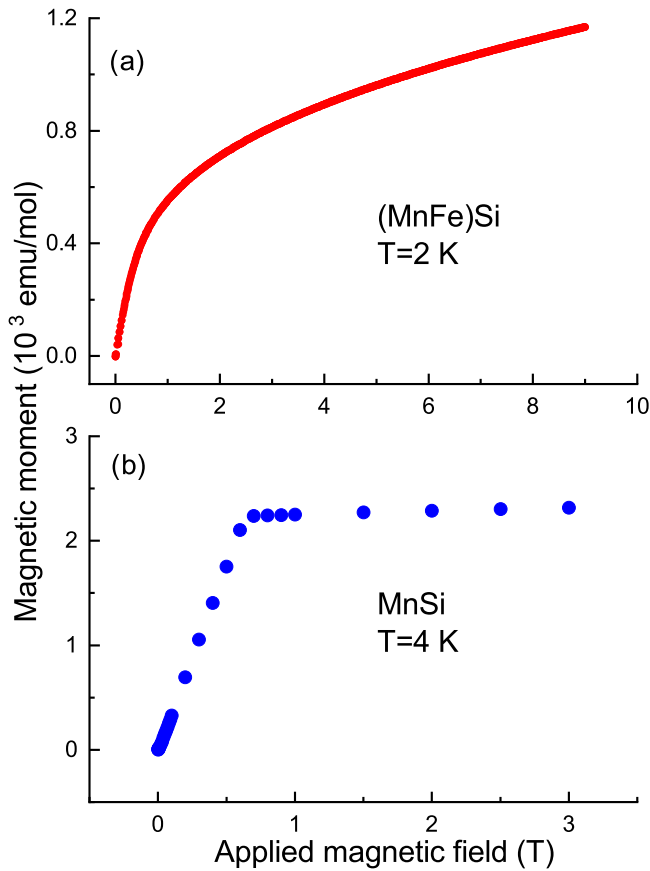 1.2
(a)
0.8
(MnFe)Si
0.4
T=2 K
0.0
0 2 4 6 8 10
Magnetic moment (10³ emu/mol)
3
(b)
2
MnSi
T=4 K
1
0
0 1 2 3
Applied magnetic field (T)